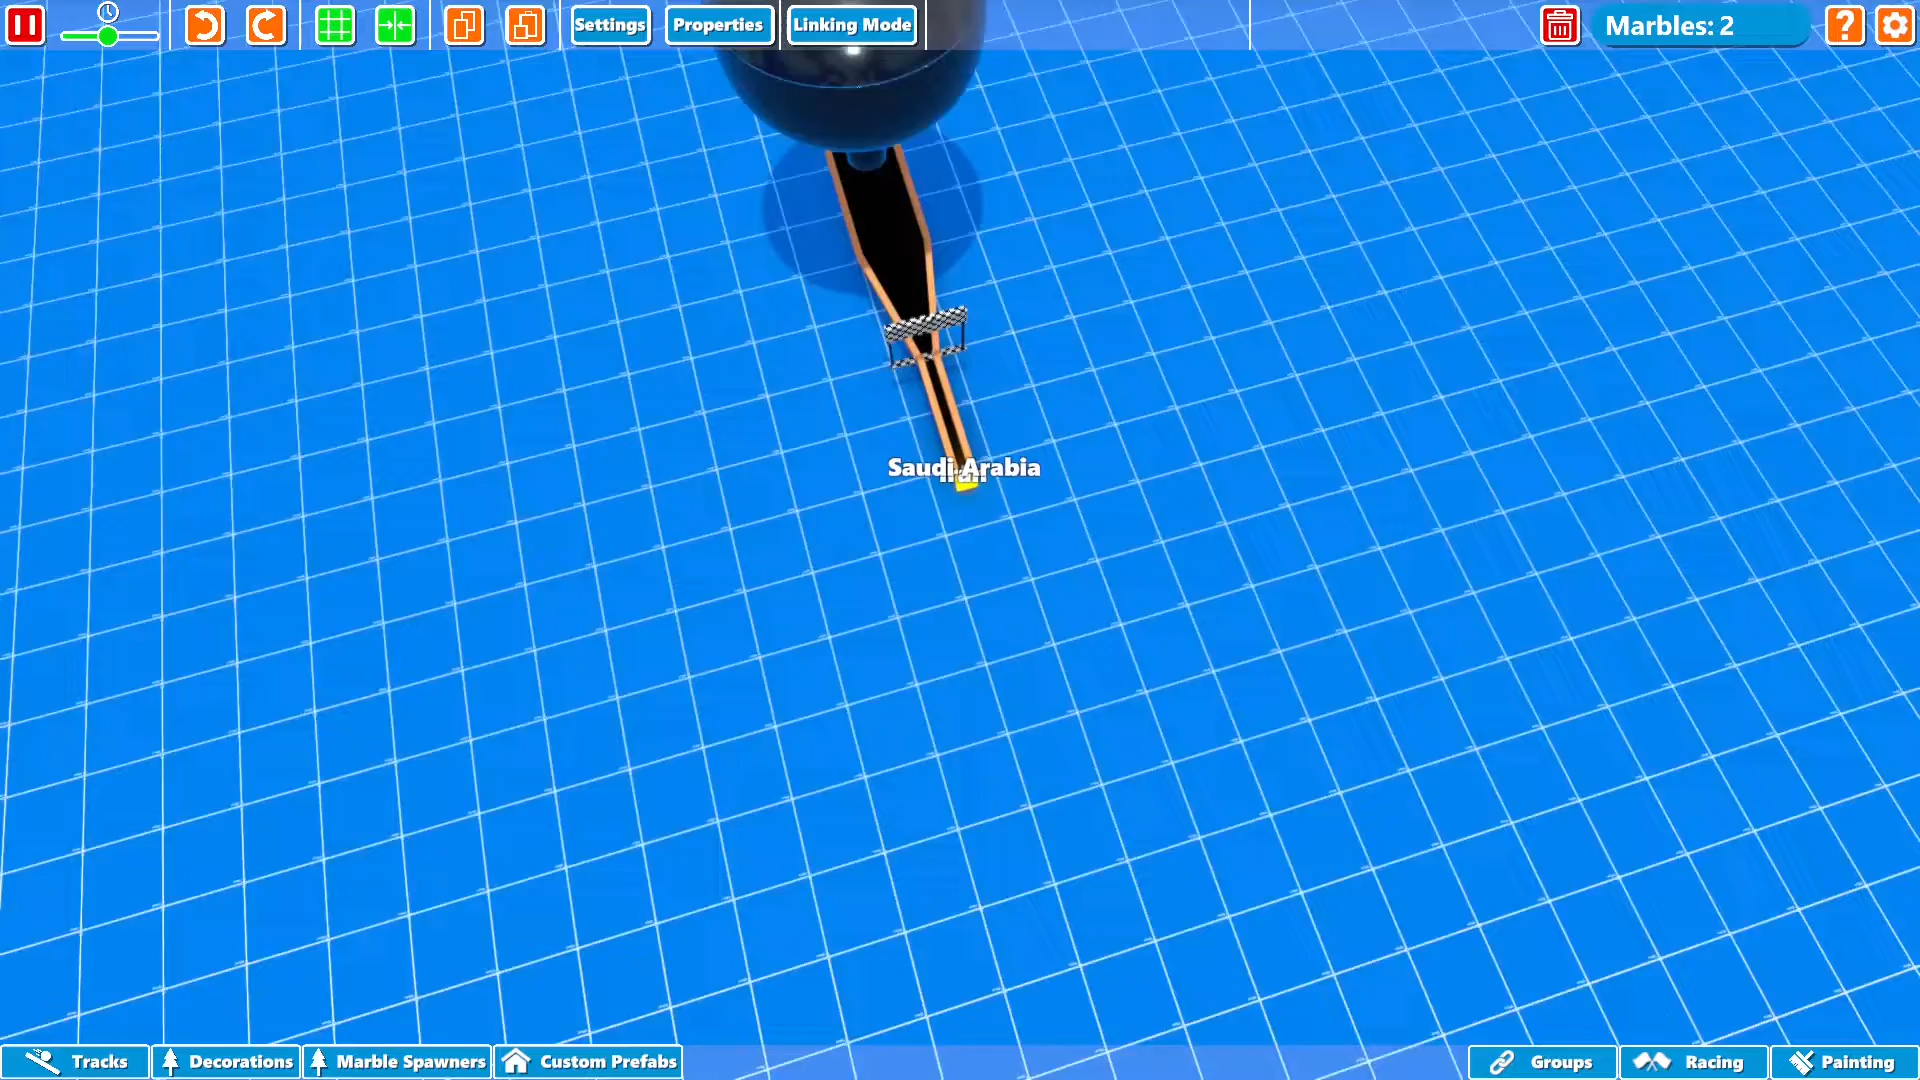 Settings
Properties
Linking Mode
Marbles: 2
?
Saudi Arabia
Tracks
Decorations
Marble Spawners
Custom Prefabs
Groups
Racing
Painting